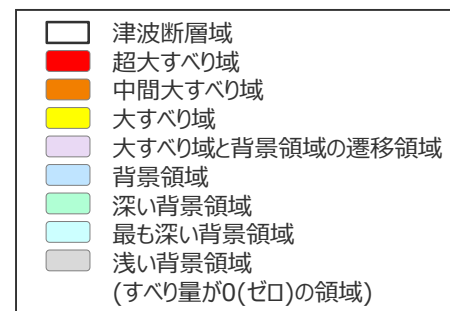 津波断層域
超大すべり域
中間大すべり域
大すべり域
大すべり域と背景領域の遷移領域
背景領域
深い背景領域
最も深い背景領域
浅い背景領域
(すべり量が0(ゼロ)の領域)